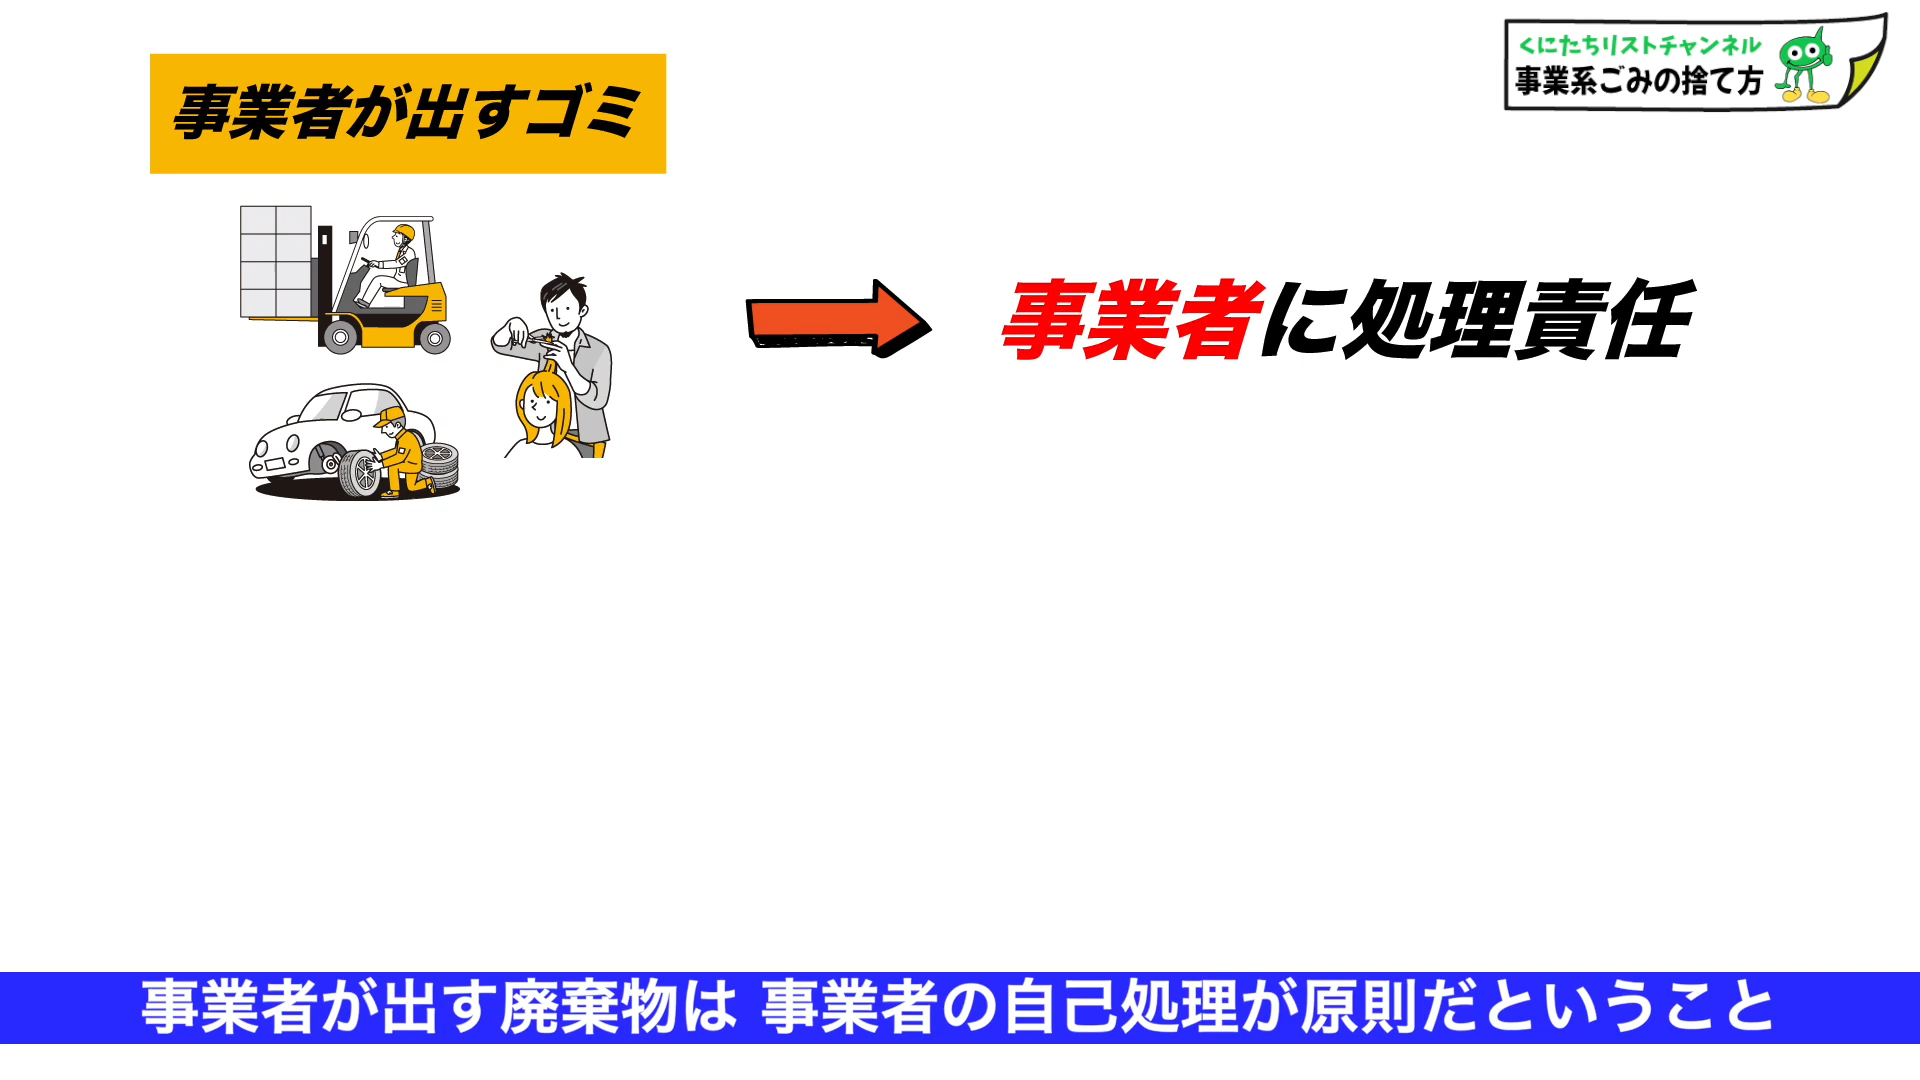 くにたちリストチャンネル
事業系ごみの捨て方
事業者が出すゴミ
事業者に処理責任
事業者が出す廃棄物は 事業者の自己処理が原則だということ